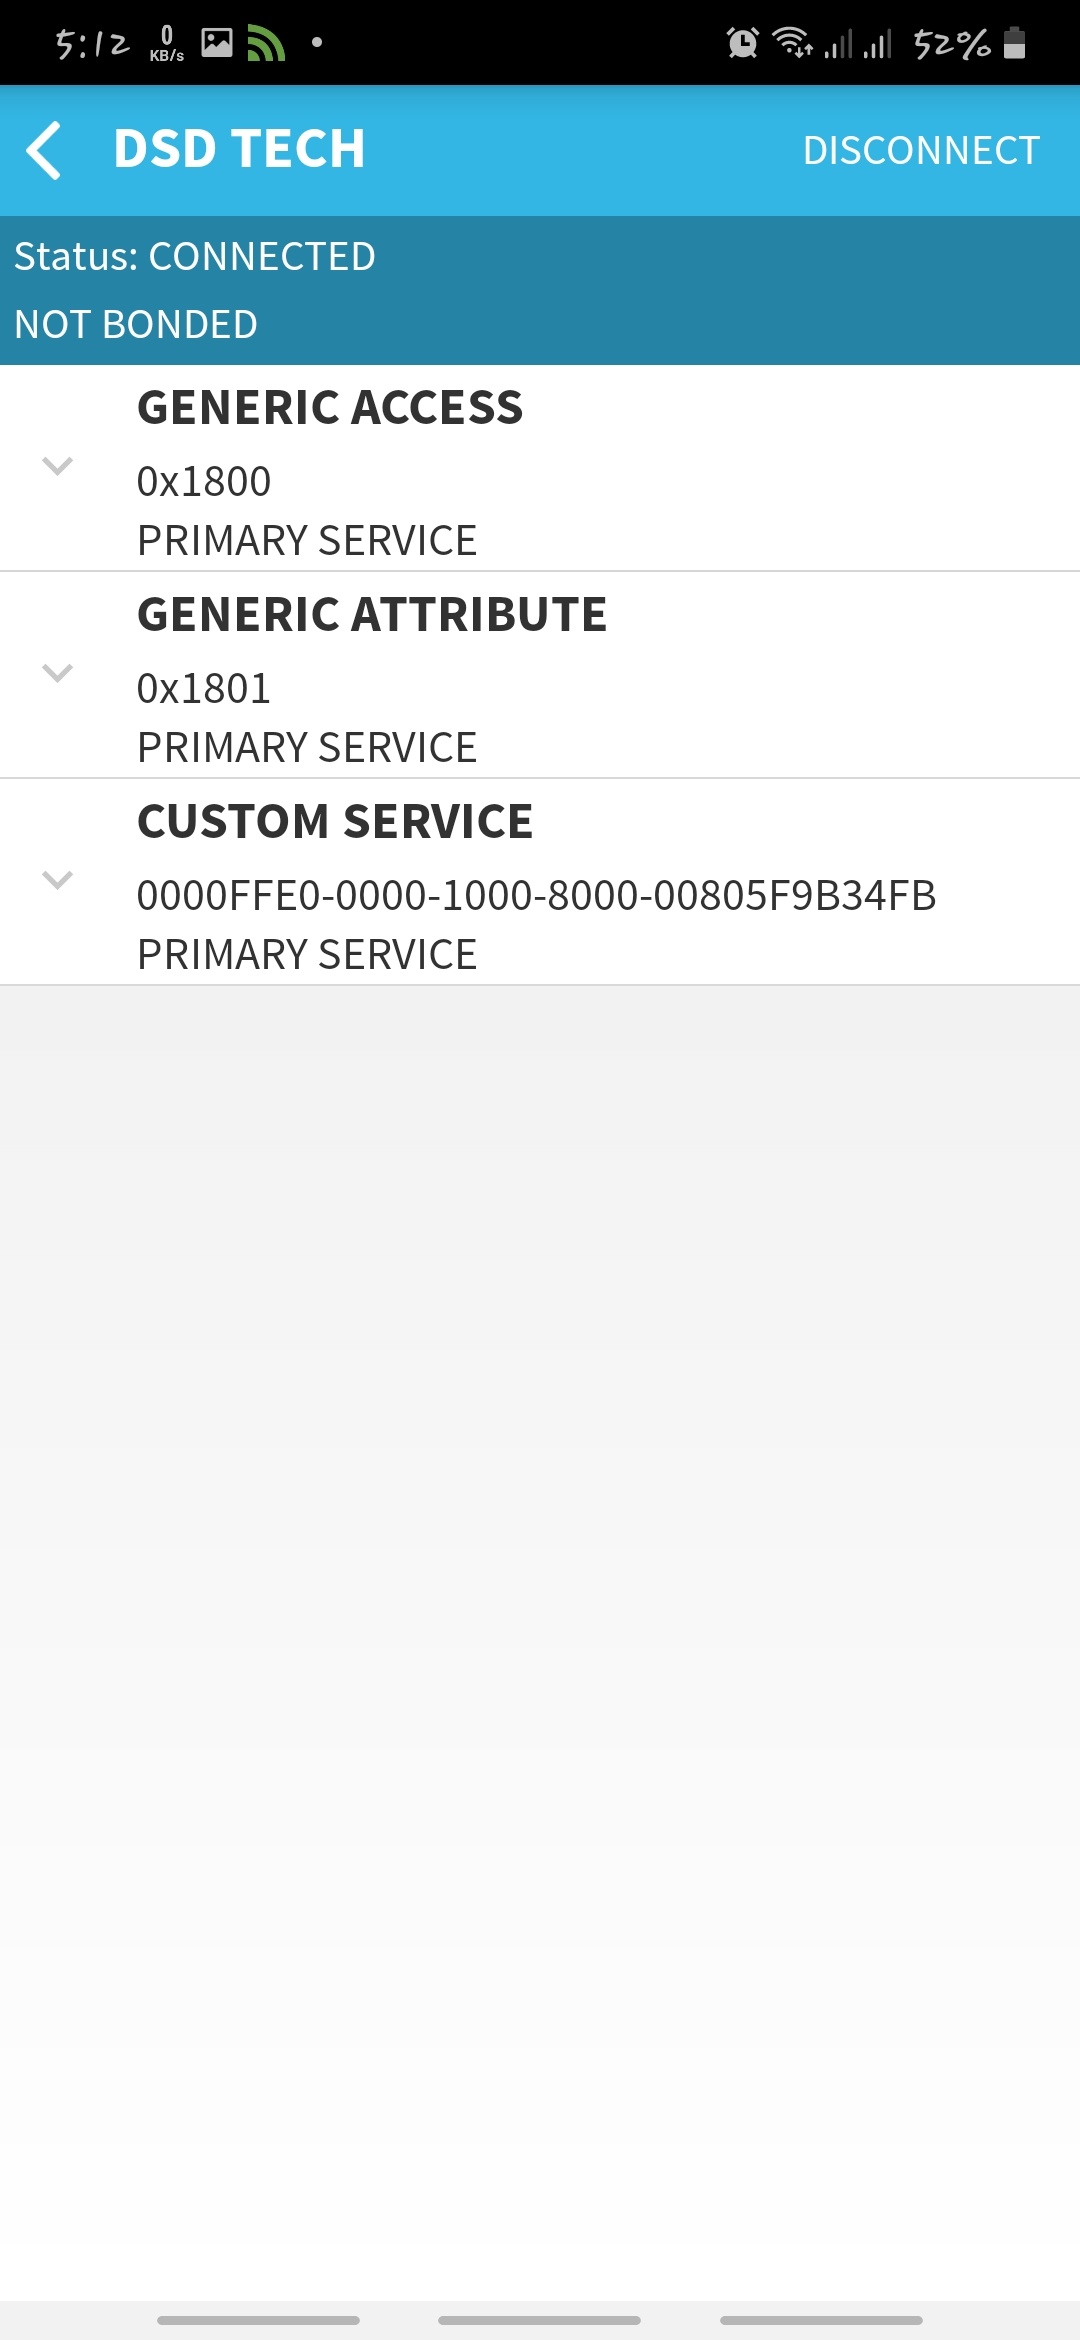 5:12 0 KB/s 52%
DSD TECH DISCONNECT
Status: CONNECTED
NOT BONDED
GENERIC ACCESS
0x1800
PRIMARY SERVICE
GENERIC ATTRIBUTE
0x1801
PRIMARY SERVICE
CUSTOM SERVICE
0000FFE0-0000-1000-8000-00805F9B34FB
PRIMARY SERVICE